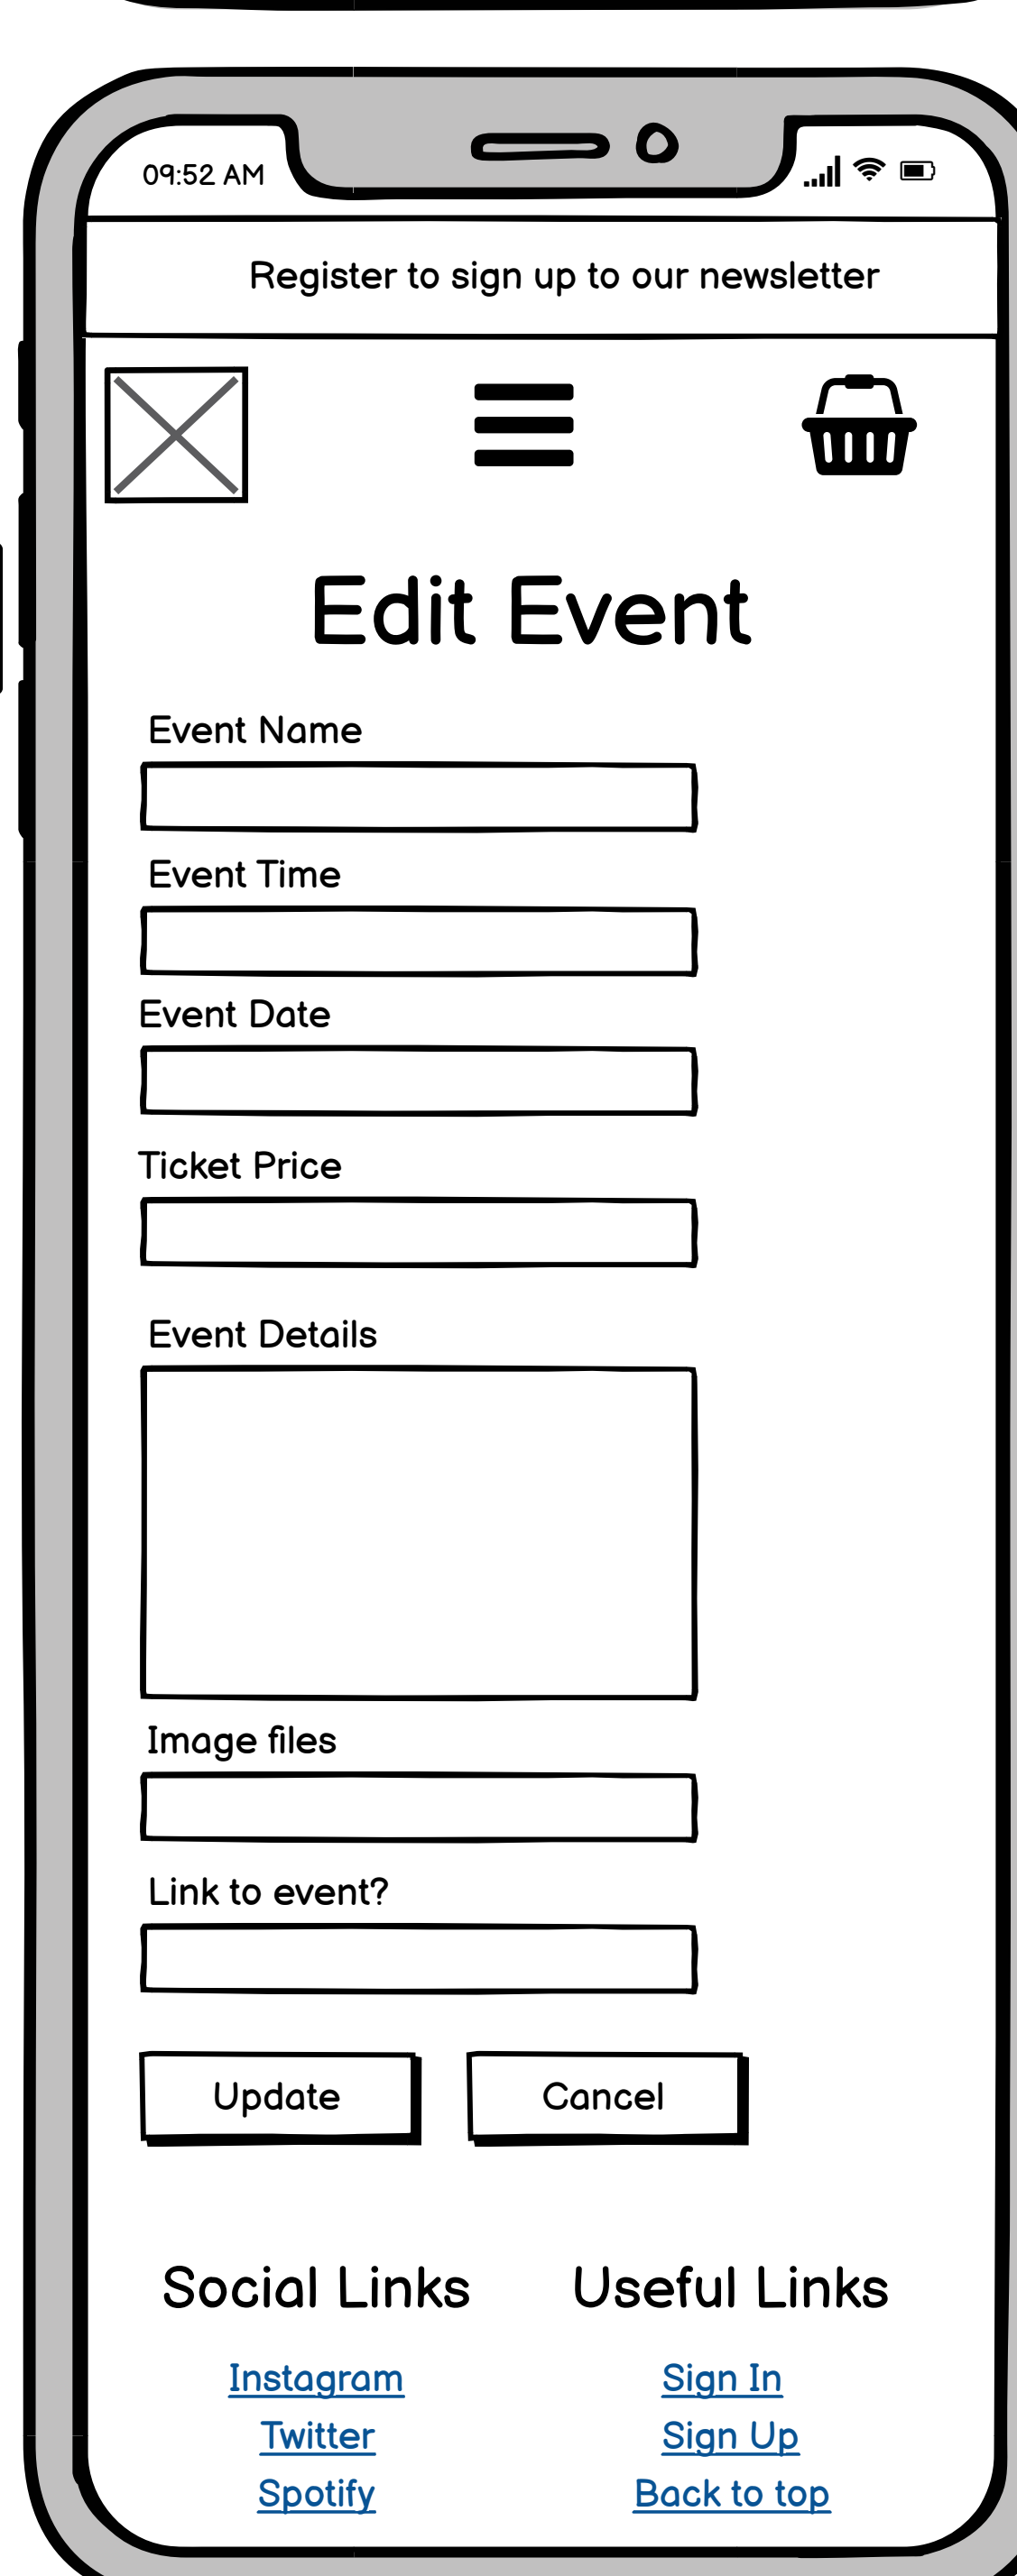 09:52 AM
Register to sign up to our newsletter
Edit Event
Event Name
Event Time
Event Date
Ticket Price
Event Details
Image files
Link to event?
Update Cancel
Social Links Useful Links
Instagram Sign In
Twitter Sign Up
Spotify Back to top